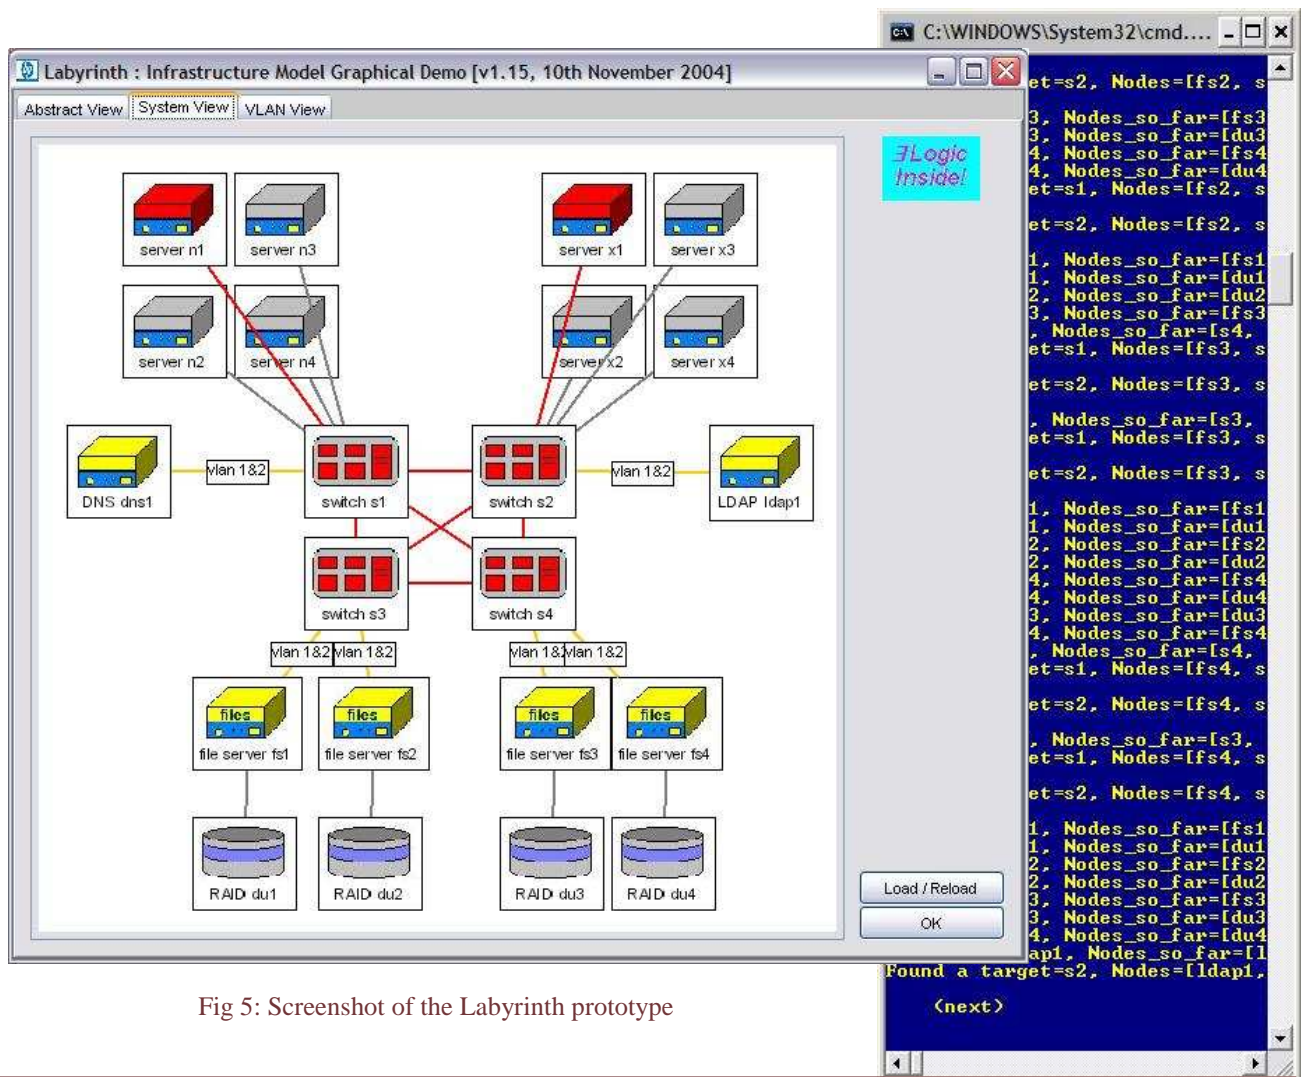 C:\WINDOWS\System32\cmd....
Labyrinth : Infrastructure Model Graphical Demo [v1.15, 10th November 2004]
Abstract View System View VLAN View
ƎLogic
Inside!
server n1 server n3 server x1 server x3
server n2 server n4 server x2 server x4
DNS dns1 vlan 1&2 switch s1 switch s2 vlan 1&2 LDAP ldap1
switch s3 switch s4
vlan 1&2 vlan 1&2 vlan 1&2 vlan 1&2
files files files files
file server fs1 file server fs2 file server fs3 file server fs4
RAID du1 RAID du2 RAID du3 RAID du4
Load / Reload
OK
et=s2, Nodes=[fs2, s
3, Nodes_so_far=[fs3
3, Nodes_so_far=[du3
4, Nodes_so_far=[fs4
4, Nodes_so_far=[du4
et=s1, Nodes=[fs2, s
et=s2, Nodes=[fs2, s
1, Nodes_so_far=[fs1
1, Nodes_so_far=[du1
2, Nodes_so_far=[du2
3, Nodes_so_far=[fs3
, Nodes_so_far=[s4,
et=s1, Nodes=[fs3, s
et=s2, Nodes=[fs3, s
, Nodes_so_far=[s3,
et=s1, Nodes=[fs3, s
et=s2, Nodes=[fs3, s
1, Nodes_so_far=[fs1
1, Nodes_so_far=[du1
2, Nodes_so_far=[fs2
2, Nodes_so_far=[du2
4, Nodes_so_far=[fs4
4, Nodes_so_far=[du4
3, Nodes_so_far=[du3
4, Nodes_so_far=[fs4
, Nodes_so_far=[s4,
et=s1, Nodes=[fs4, s
et=s2, Nodes=[fs4, s
, Nodes_so_far=[s3,
et=s1, Nodes=[fs4, s
et=s2, Nodes=[fs4, s
1, Nodes_so_far=[fs1
1, Nodes_so_far=[du1
2, Nodes_so_far=[fs2
2, Nodes_so_far=[du2
3, Nodes_so_far=[fs3
3, Nodes_so_far=[du3
4, Nodes_so_far=[du4
ap1, Nodes_so_far=[l
Found a target=s2, Nodes=[ldap1,
(next)
Fig 5: Screenshot of the Labyrinth prototype